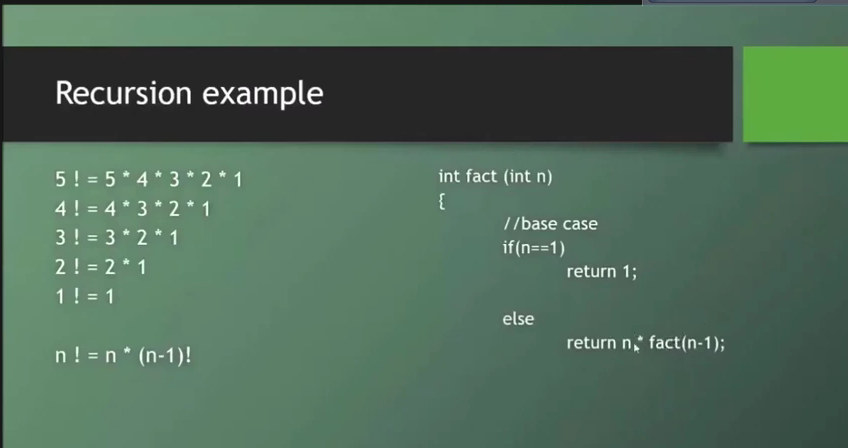 Recursion example
5 ! = 5 * 4 * 3 * 2 * 1
4 ! = 4 * 3 * 2 * 1
3 ! = 3 * 2 * 1
2 ! = 2 * 1
1 ! = 1
n ! = n * (n-1)!
int fact (int n)
{
//base case
if(n==1)
return 1;
else
return n * fact(n-1);